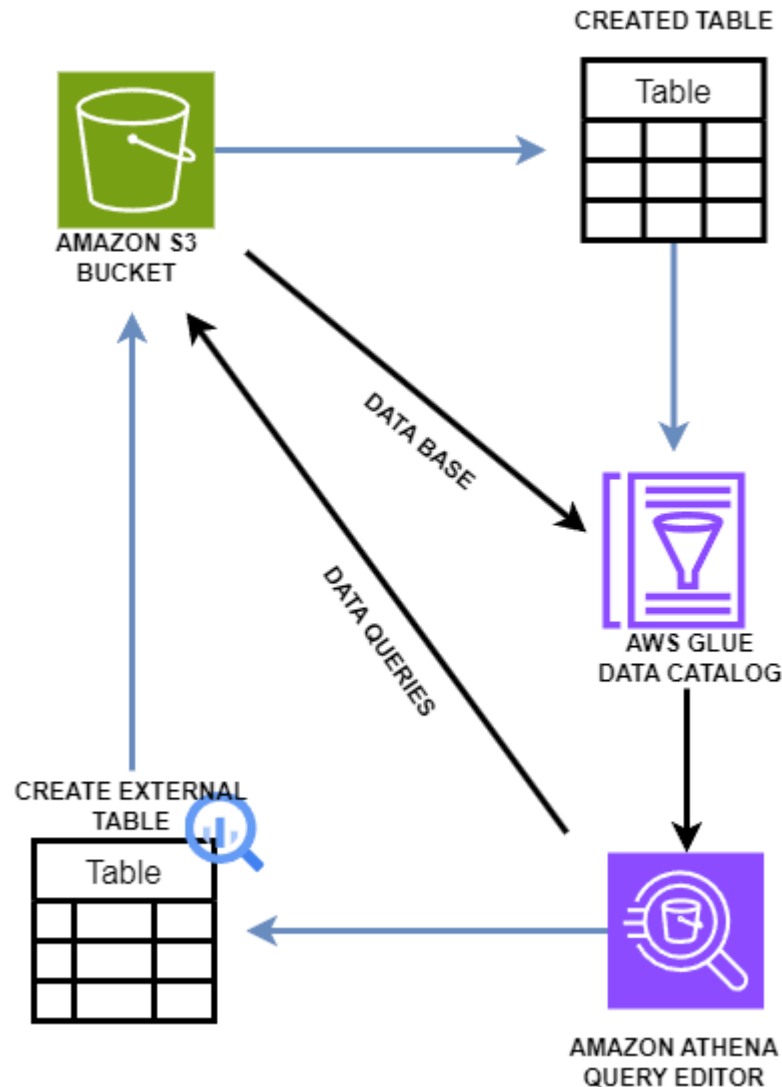 CREATED TABLE
Table
AMAZON S3
BUCKET
DATA BASE
DATA QUERIES
AWS GLUE
DATA CATALOG
CREATE EXTERNAL
TABLE
Table
AMAZON ATHENA
QUERY EDITOR